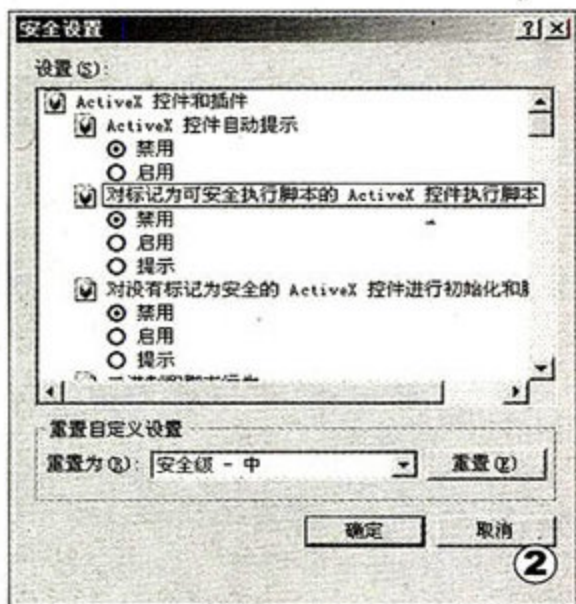 安全设置
设置(S):
ActiveX 控件和插件
ActiveX 控件自动提示
禁用
启用
对标记为可安全执行脚本的 ActiveX 控件执行脚本
禁用
启用
提示
对没有标记为安全的 ActiveX 控件进行初始化和
禁用
启用
提示
重置自定义设置
重置为(R): 安全级 - 中 重置(E)
确定 取消
②